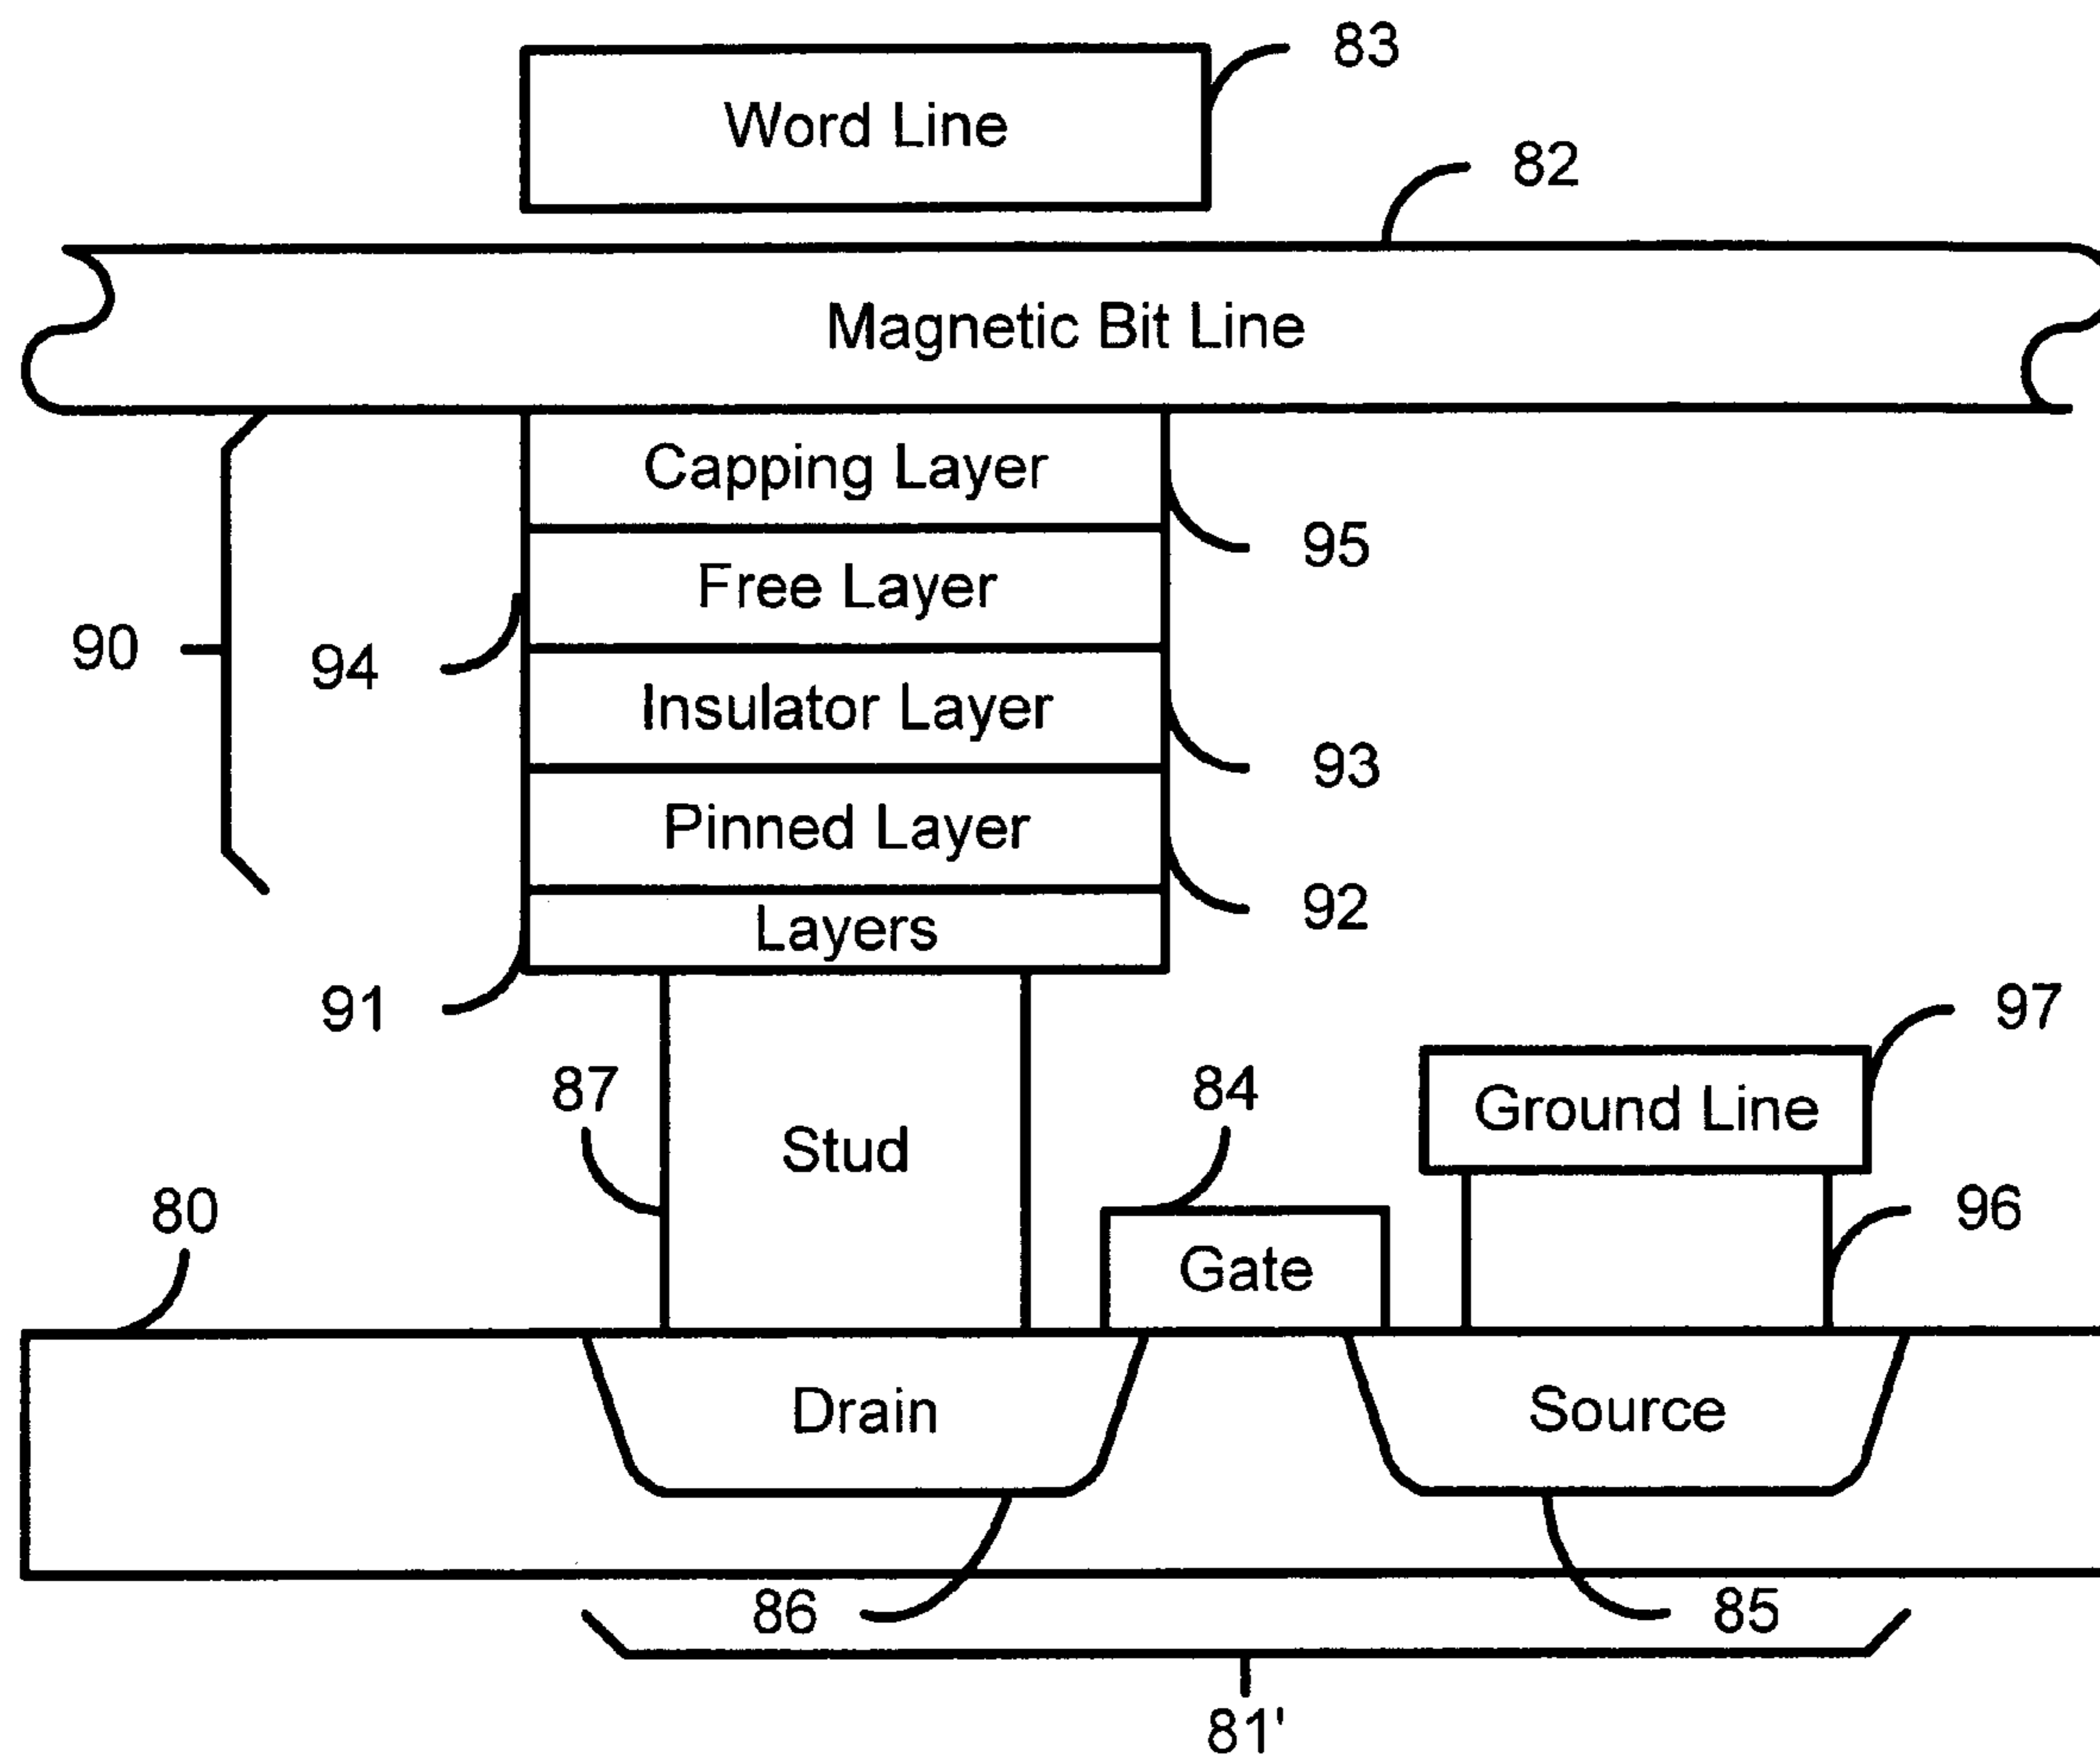 83
Word Line
82
Magnetic Bit Line
Capping Layer
95
Free Layer
90
94
Insulator Layer
93
Pinned Layer
92
Layers
91
97
87
84
Ground Line
Stud
80
96
Gate
Drain
Source
86
85
81'